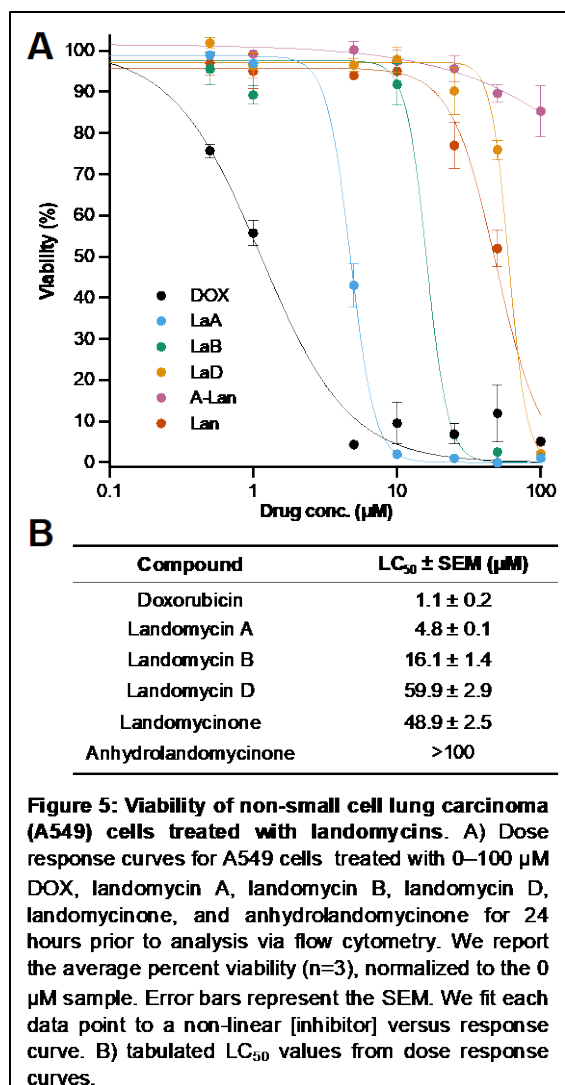 A
100
90
80
70
60
50
40
30
20
10
0
Viability (%)
DOX
LaA
LaB
LaD
A-Lan
Lan
0.1 1 10 100
Drug conc. (µM)
B
Compound LC₅₀ ± SEM (µM)
Doxorubicin 1.1 ± 0.2
Landomycin A 4.8 ± 0.1
Landomycin B 16.1 ± 1.4
Landomycin D 59.9 ± 2.9
Landomycinone 48.9 ± 2.5
Anhydrolandomycinone >100
Figure 5: Viability of non-small cell lung carcinoma
(A549) cells treated with landomycins. A) Dose
response curves for A549 cells treated with 0–100 µM
DOX, landomycin A, landomycin B, landomycin D,
landomycinone, and anhydrolandomycinone for 24
hours prior to analysis via flow cytometry. We report
the average percent viability (n=3), normalized to the 0
µM sample. Error bars represent the SEM. We fit each
data point to a non-linear [inhibitor] versus response
curve. B) tabulated LC₅₀ values from dose response
curves.